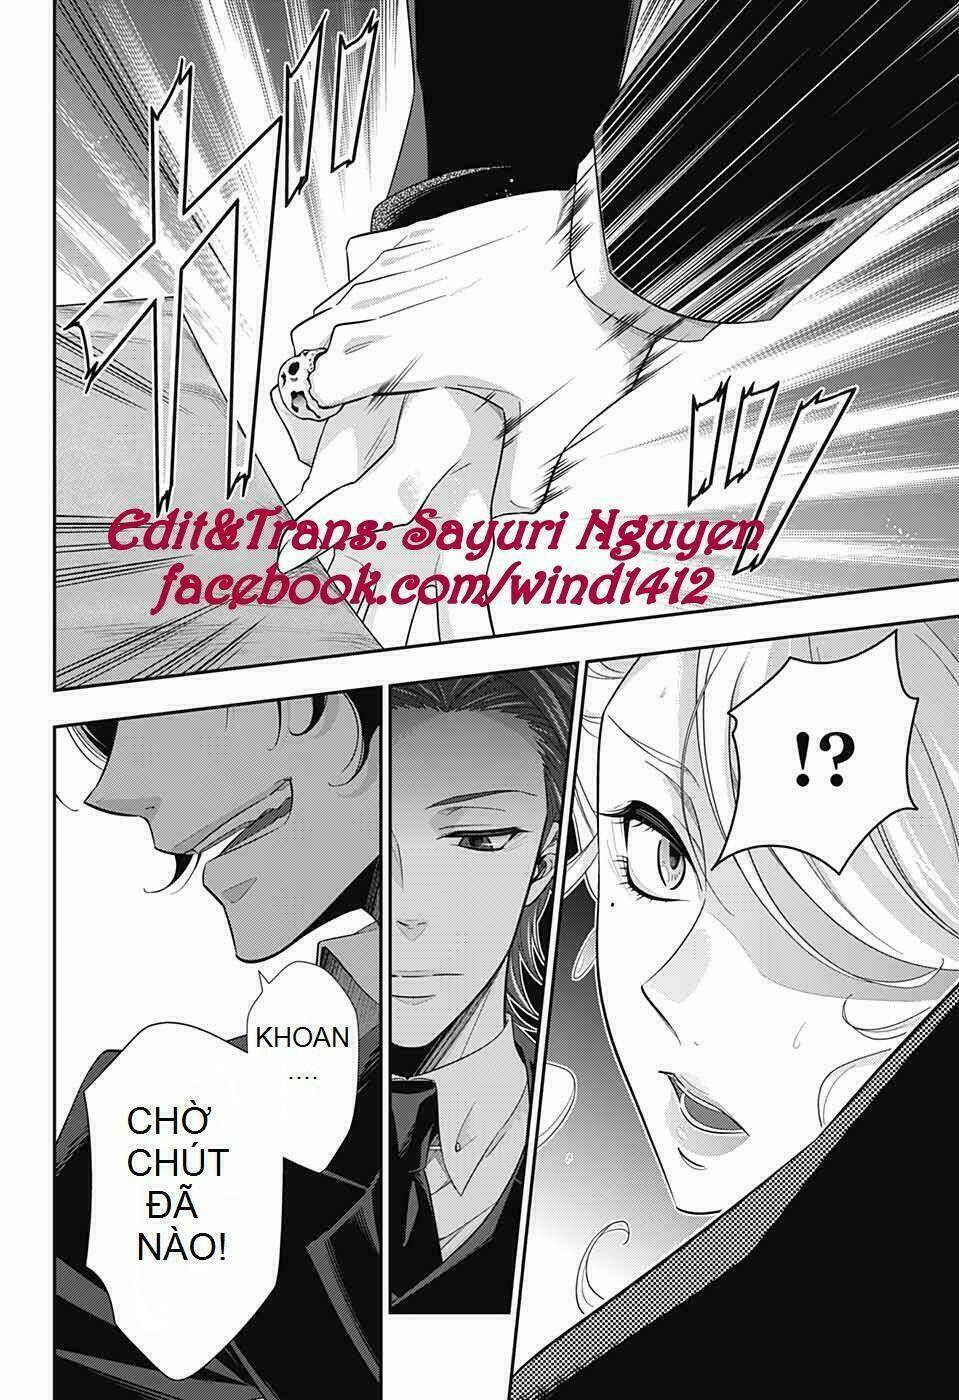 Edit&Trans: Sayuri Nguyen
facebook.com/wind1412
!?
KHOAN
....
CHỜ
CHÚT
ĐÃ
NÀO!